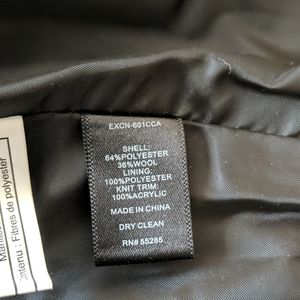 EXCN-601CCA
SHELL:
64%POLYESTER
36%WOOL
LINING:
100%POLYESTER
KNIT TRIM:
100%ACRYLIC
MADE IN CHINA
DRY CLEAN
RN# 55285
Contenu : Fibres de polyester